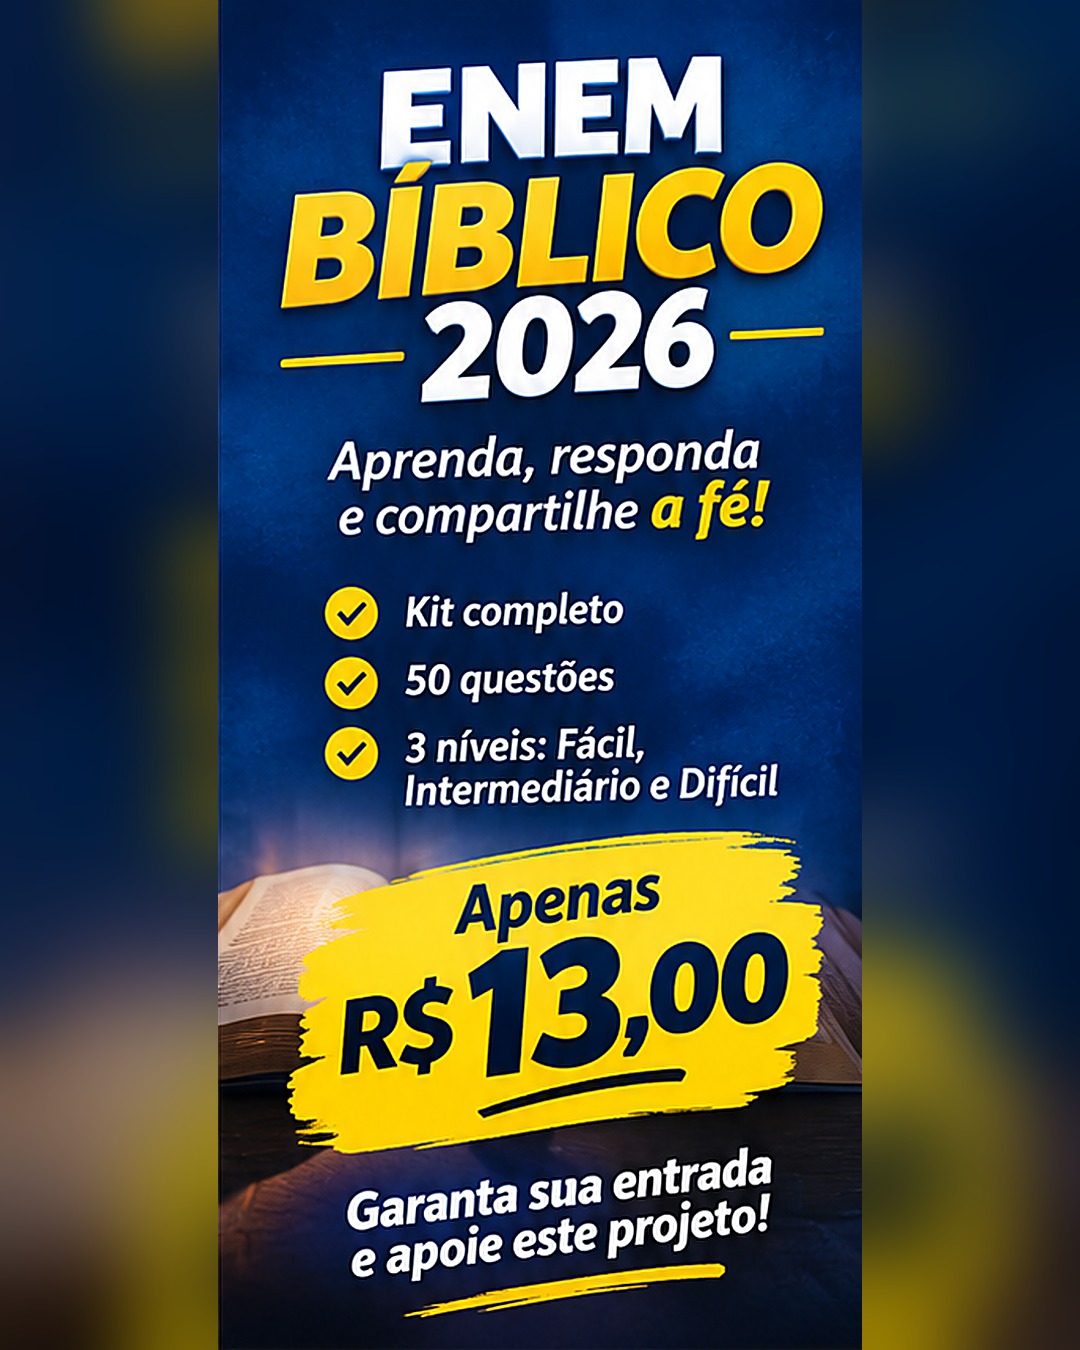 ENEM
BÍBLICO
2026
Aprenda, responda
e compartilhe a fé!
Kit completo
50 questões
3 níveis: Fácil,
Intermediário e Difícil
Apenas
R$13,00
Garanta sua entrada
e apoie este projeto!